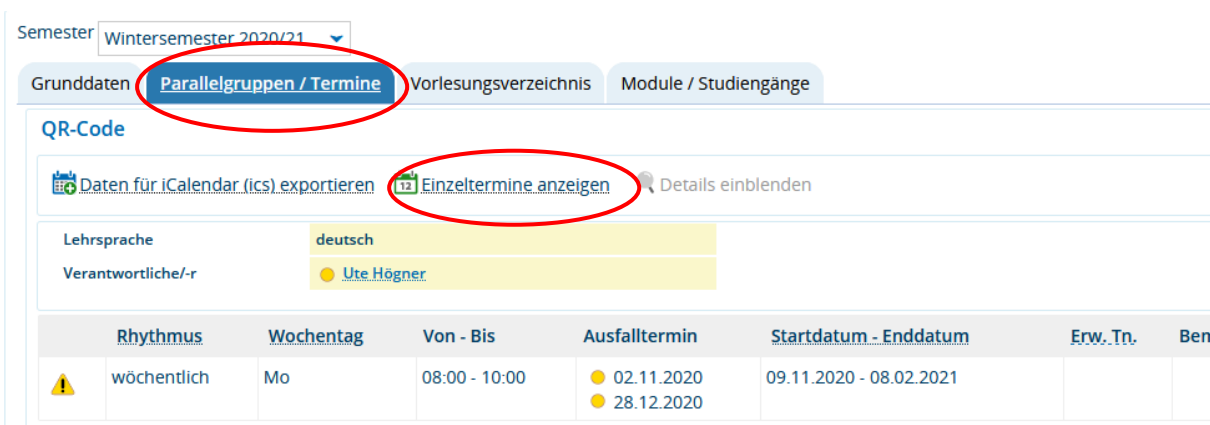 Semester Wintersemester 2020/21
Grunddaten Parallelgruppen / Termine Vorlesungsverzeichnis Module / Studiengänge
QR-Code
Daten für iCalendar (ics) exportieren 12 Einzeltermine anzeigen Details einblenden
Lehrsprache deutsch
Verantwortliche/-r Ute Högner
Rhythmus Wochentag Von - Bis Ausfalltermin Startdatum - Enddatum Erw. Tn. Bem
wöchentlich Mo 08:00 - 10:00 02.11.2020 09.11.2020 - 08.02.2021
28.12.2020